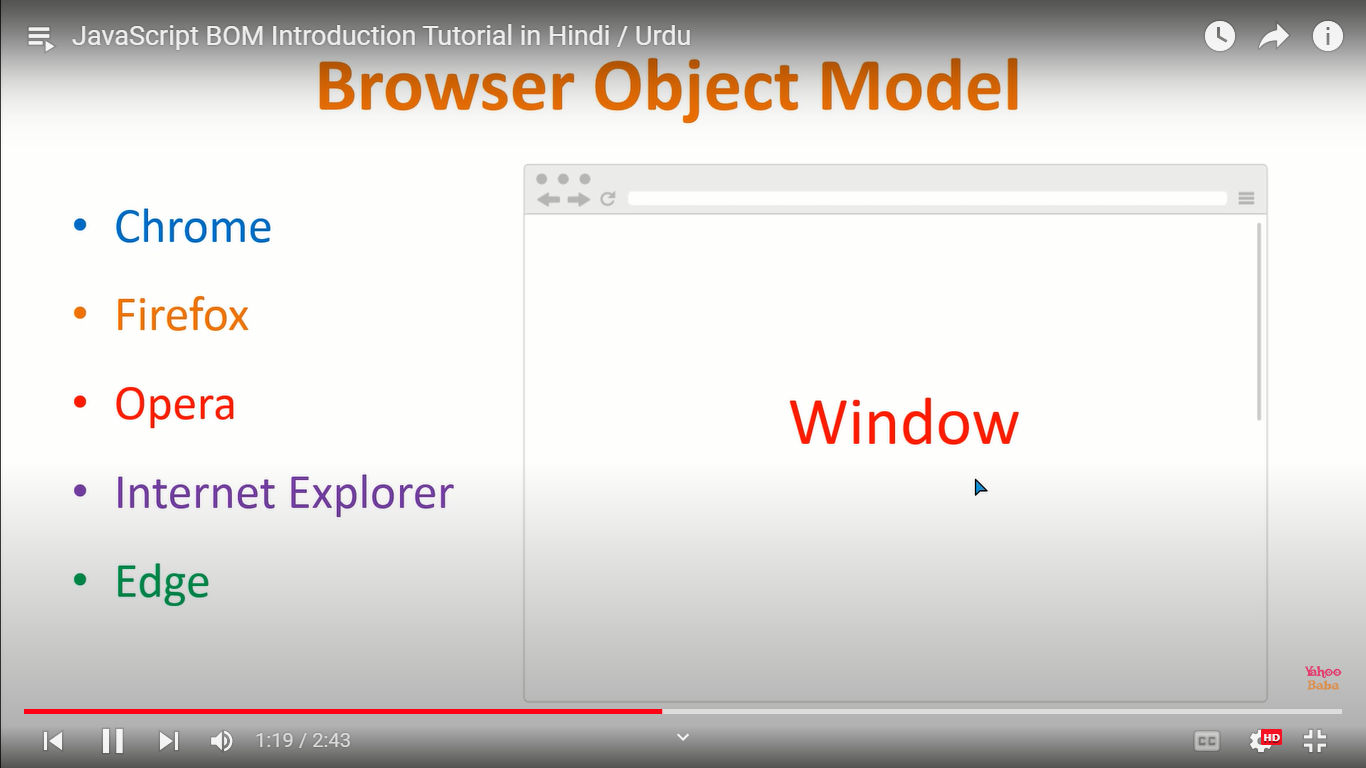 JavaScript BOM Introduction Tutorial in Hindi / Urdu
Browser Object Model
• Chrome
• Firefox
• Opera
• Internet Explorer
• Edge
Window
Yahoo
Baba
1:19 / 2:43
CC
HD